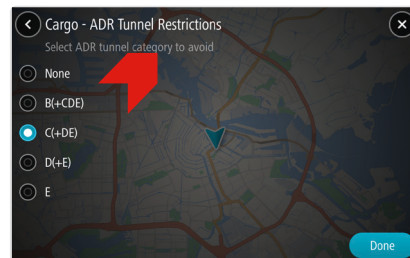 Cargo - ADR Tunnel Restrictions
Select ADR tunnel category to avoid
None
B(+CDE)
C(+DE)
D(+E)
E
Done